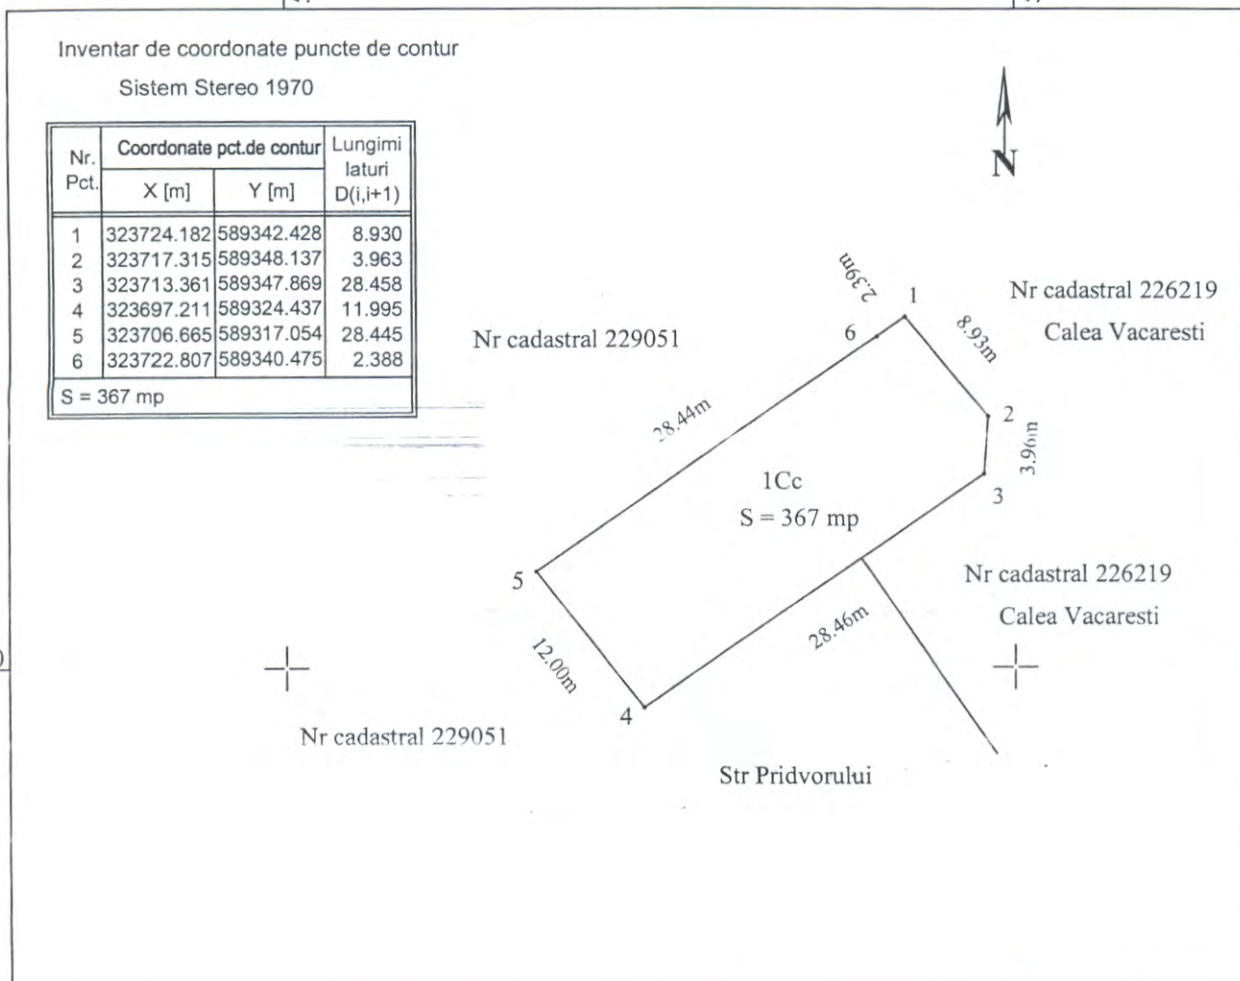 Inventar de coordonate puncte de contur
Sistem Stereo 1970
Nr. Pct. Coordonate pct.de contur Lungimi laturi D(i,i+1)
X [m] Y [m]
1 323724.182 589342.428 8.930
2 323717.315 589348.137 3.963
3 323713.361 589347.869 28.458
4 323697.211 589324.437 11.995
5 323706.665 589317.054 28.445
6 323722.807 589340.475 2.388
S = 367 mp
N
2.39m
1
6
8.93m
Nr cadastral 226219
Calea Vacaresti
Nr cadastral 229051
28.44m
2
3.96m
3
1Cc
S = 367 mp
5
Nr cadastral 226219
Calea Vacaresti
28.46m
12.00m
4
Nr cadastral 229051
Str Pridvorului